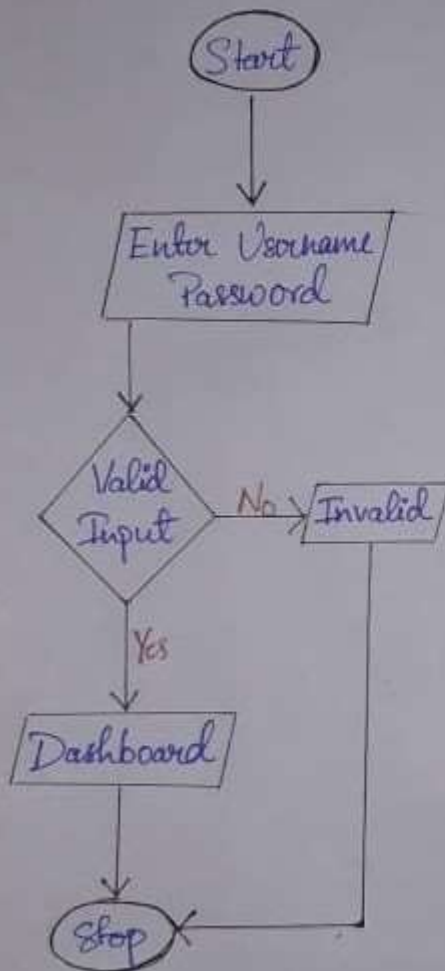 Start
Enter Username
Password
Valid
Input
No
Invalid
Yes
Dashboard
Stop